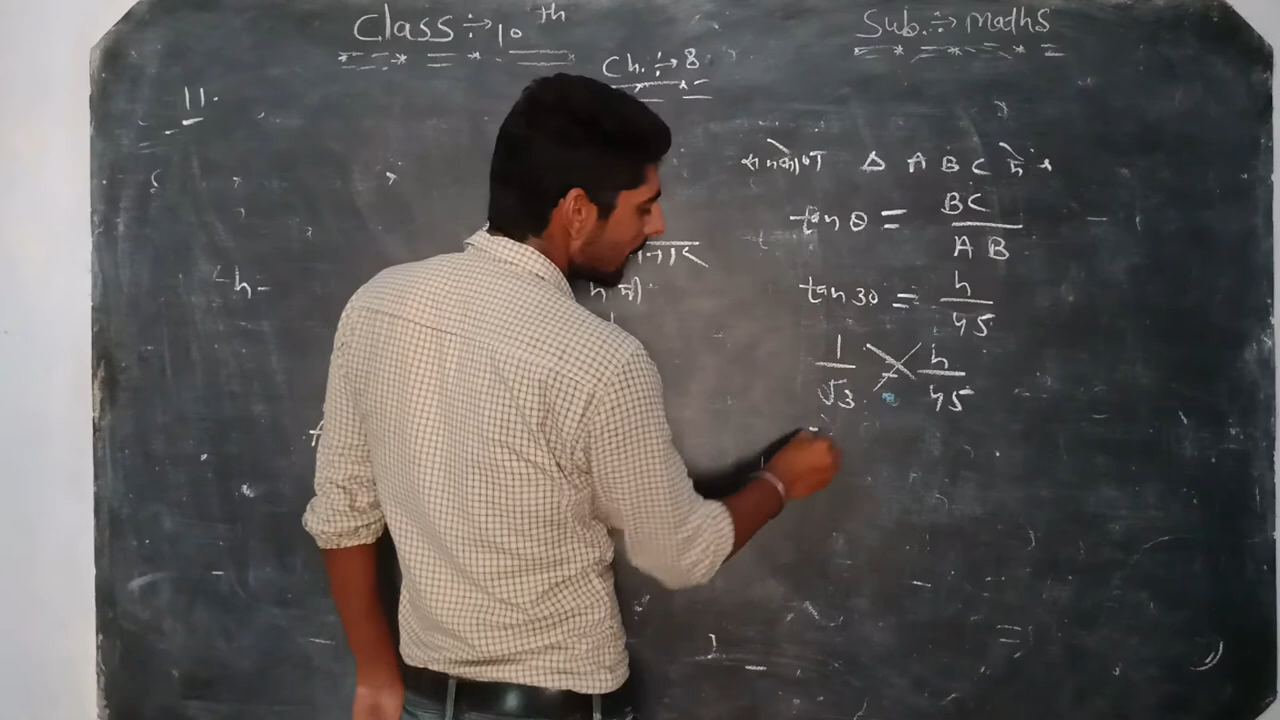 Class ÷→ 10th
Sub. ÷→ maths
Ch. ÷→ 8
11.
समकोण Δ ABC में
tan θ = BC / AB
-h-
tan 30 = h / 45
1 / √3 = h / 45